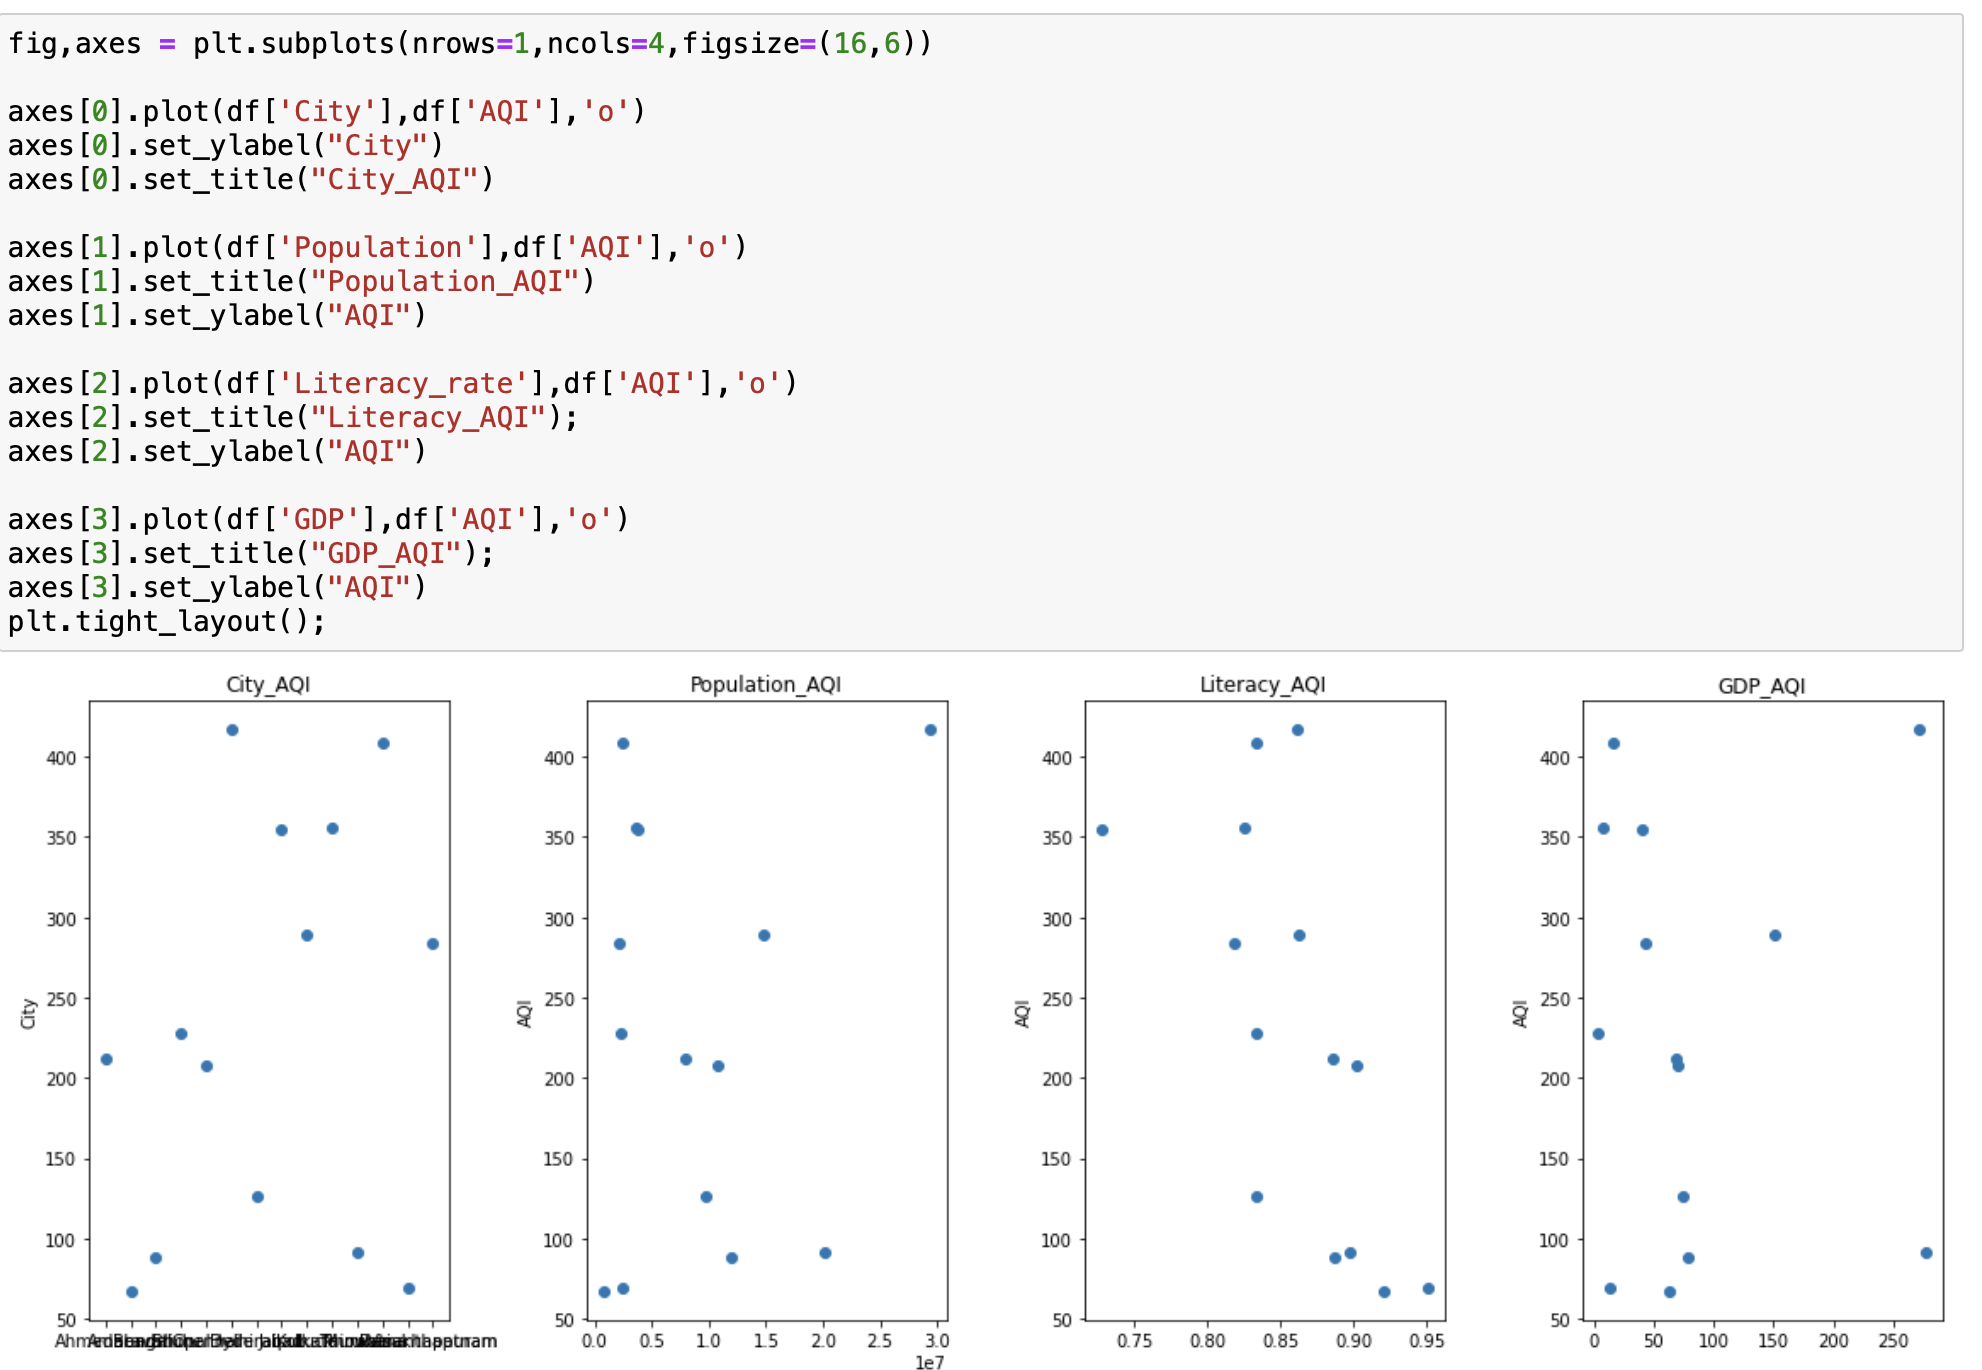 fig,axes = plt.subplots(nrows=1,ncols=4,figsize=(16,6))
axes[0].plot(df['City'],df['AQI'],'o')
axes[0].set_ylabel("City")
axes[0].set_title("City_AQI")
axes[1].plot(df['Population'],df['AQI'],'o')
axes[1].set_title("Population_AQI")
axes[1].set_ylabel("AQI")
axes[2].plot(df['Literacy_rate'],df['AQI'],'o')
axes[2].set_title("Literacy_AQI");
axes[2].set_ylabel("AQI")
axes[3].plot(df['GDP'],df['AQI'],'o')
axes[3].set_title("GDP_AQI");
axes[3].set_ylabel("AQI")
plt.tight_layout();
City_AQI
City
400
350
300
250
200
150
100
50
Population_AQI
AQI
400
350
300
250
200
150
100
50
0.0 0.5 1.0 1.5 2.0 2.5 3.0
1e7
Literacy_AQI
AQI
400
350
300
250
200
150
100
50
0.75 0.80 0.85 0.90 0.95
GDP_AQI
AQI
400
350
300
250
200
150
100
50
0 50 100 150 200 250